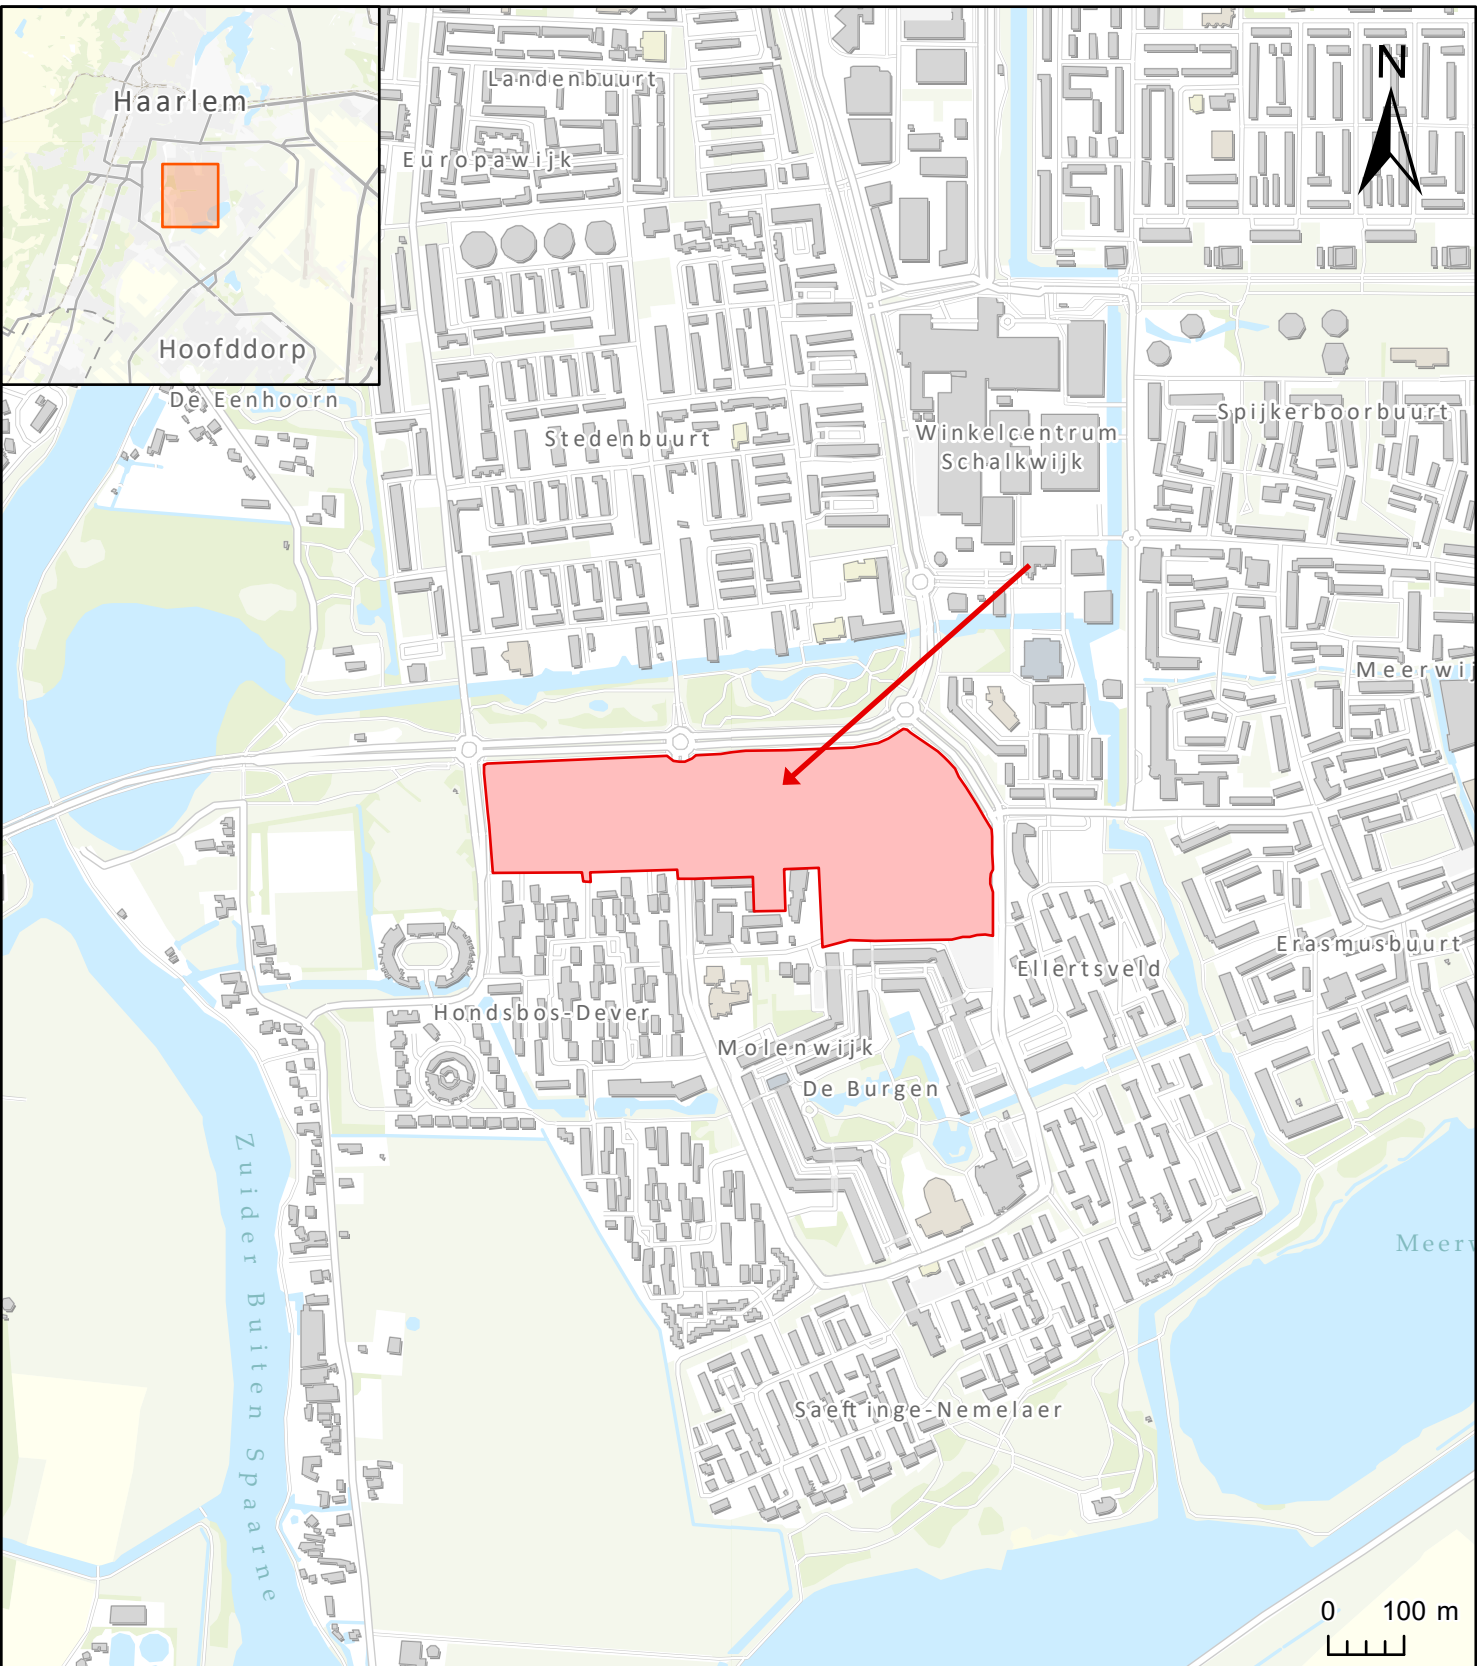 Haarlem
Hoofddorp
N
Landenbuurt
Europawijk
De Eenhoorn
Stedenbuurt
Winkelcentrum
Schalkwijk
Spijkerboorbuurt
Meerwij
Erasmusbuurt
Ellertsveld
Hondsbos-Dever
Molenwijk
De Burgen
Zuider Buiten Spaarne
Meerw
Saeftinge-Nemelaer
0 100 m